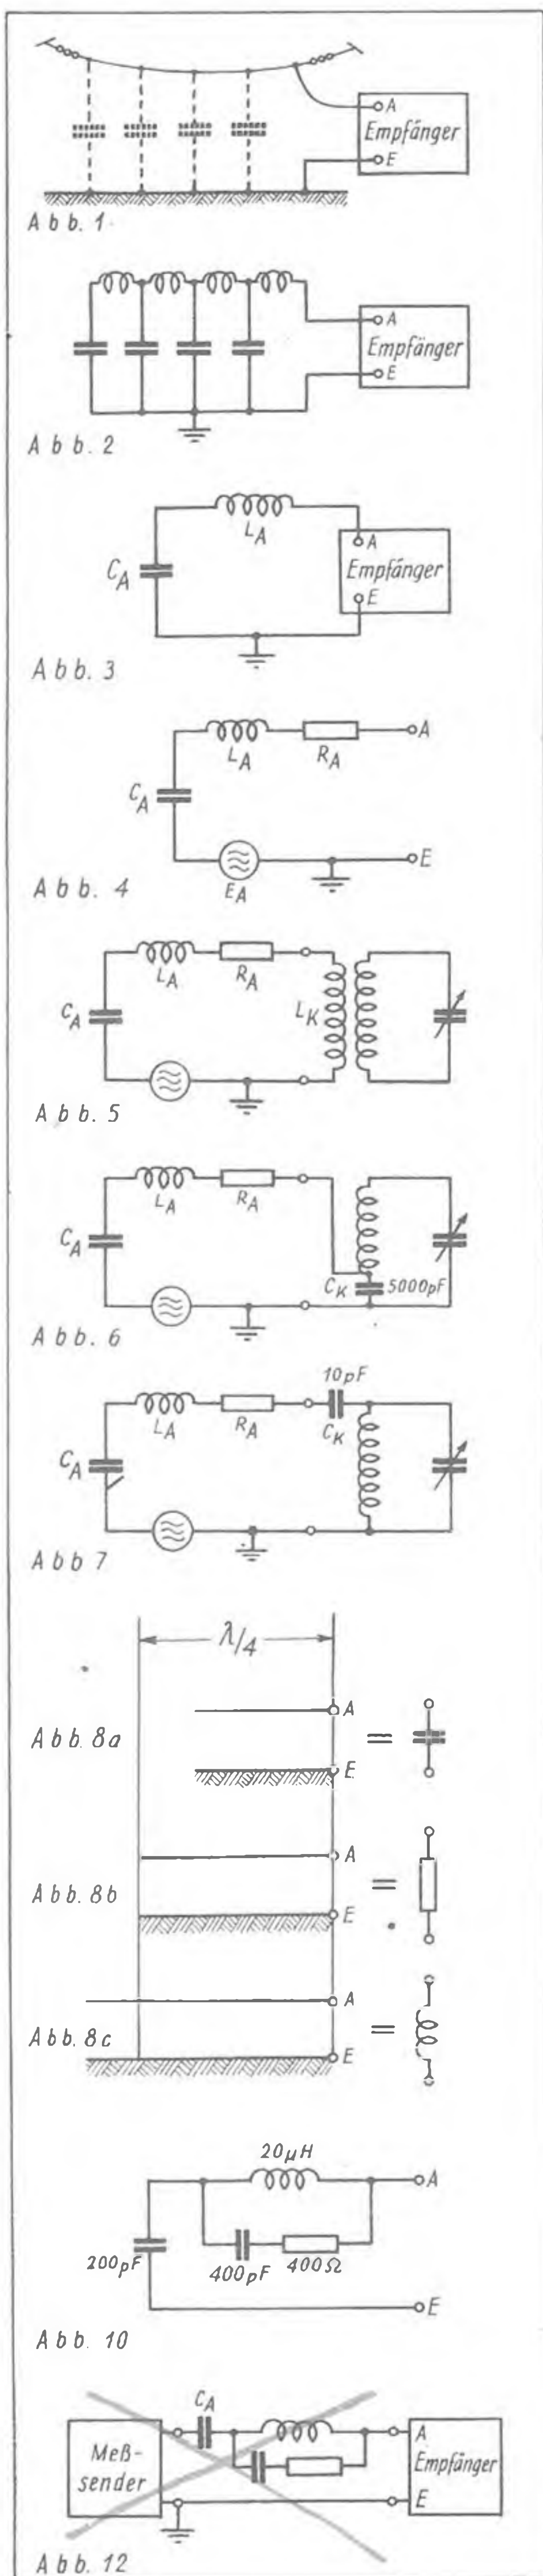 A
Empfänger
E
Abb. 1
A
Empfänger
E
Abb. 2
L_A
A
C_A
Empfänger
E
Abb. 3
A
L_A R_A
C_A
E_A
E
Abb. 4
L_A R_A
C_A
L_K
Abb. 5
L_A R_A
C_A
C_K 5000pF
Abb. 6
10pF
L_A R_A C_K
C_A
Abb 7
λ/4
A
Abb. 8a =
E
A
Abb. 8b =
E
A
Abb. 8c =
E
20μH
A
200pF
400pF 400Ω
E
Abb. 10
C_A
A
Meß-
sender
Empfänger
E
Abb. 12